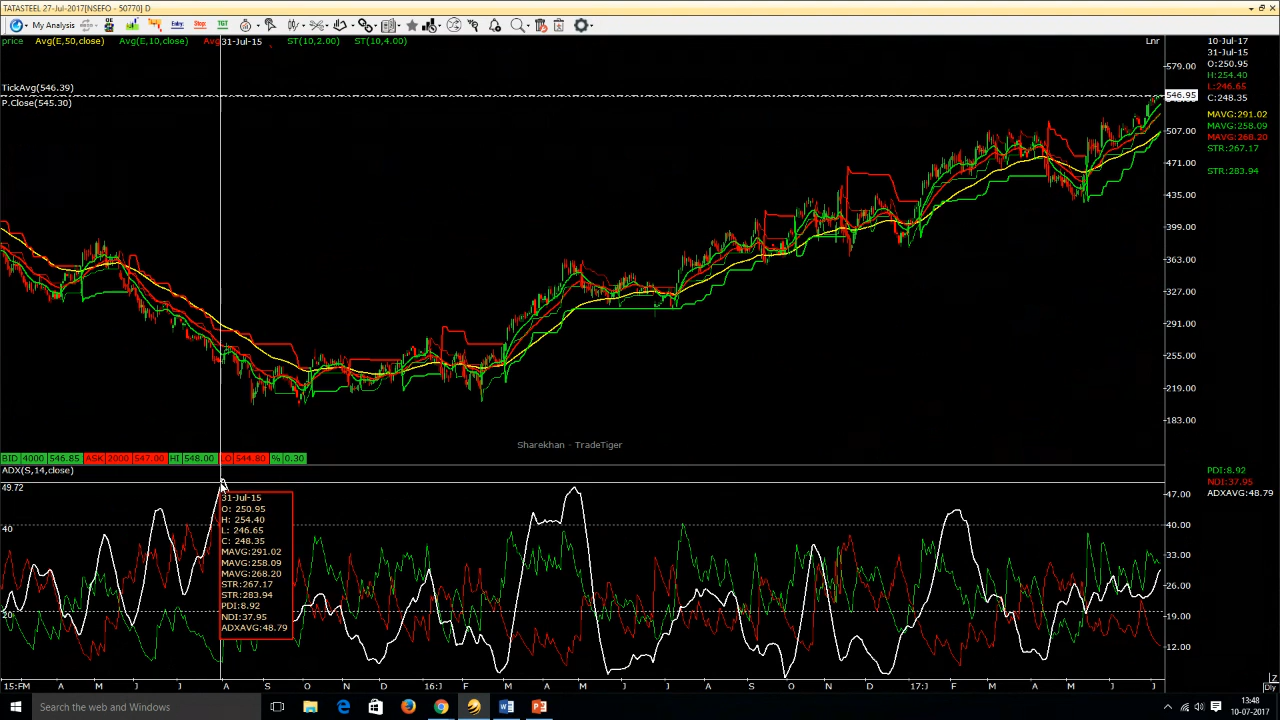 TATASTEEL 27-Jul-2017[NSEFO - 50770] D
My Analysis
OE
Entry:
Stop:
TGT
price Avg(E,50,close) Avg(E,10,close) Avg 31-Jul-15 ST(10,2.00) ST(10,4.00) Lnr
TickAvg(546.39)
P.Close(545.30)
579.00
546.95
507.00
471.00
435.00
399.00
363.00
327.00
291.00
255.00
219.00
183.00
10-Jul-17
31-Jul-15
O:250.95
H:254.40
L:246.65
C:248.35
MAVG:291.02
MAVG:258.09
MAVG:268.20
STR:267.17
STR:283.94
Sharekhan - TradeTiger
BID 4000 546.85 ASK 2000 547.00 HI 548.00 LO 544.80 % 0.30
ADX(S,14,close)
49.72
40
20
31-Jul-15
O: 250.95
H: 254.40
L: 246.65
C: 248.35
MAVG:291.02
MAVG:258.09
MAVG:268.20
STR:267.17
STR:283.94
PDI:8.92
NDI:37.95
ADXAVG:48.79
47.00
40.00
33.00
26.00
19.00
12.00
PDI:8.92
NDI:37.95
ADXAVG:48.79
15:F M A M J J A S O N D 16:J F M A M J J A S O N D 17:J F M A M J J
Z
Dly
Search the web and Windows
13:48
10-07-2017